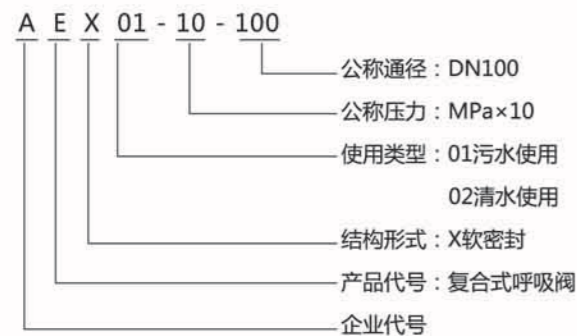 A E X 01 - 10 - 100
公称通径：DN100
公称压力：MPa×10
使用类型：01污水使用
02清水使用
结构形式：X软密封
产品代号：复合式呼吸阀
企业代号